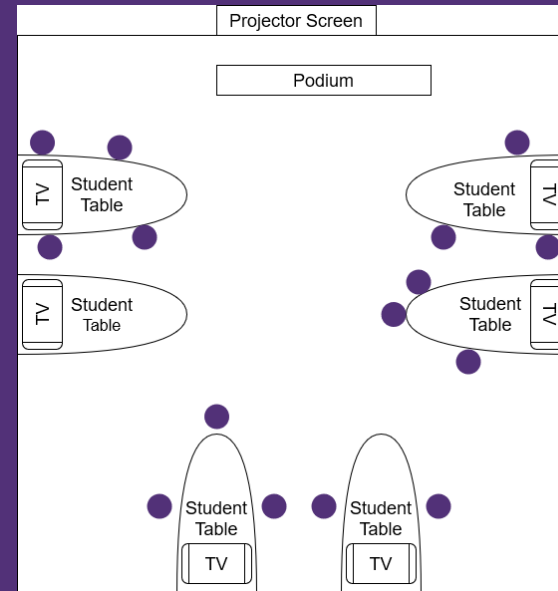 Projector Screen
Podium
TV
Student
Table
Student
Table
TV
TV
Student
Table
Student
Table
TV
Student
Table
TV
Student
Table
TV